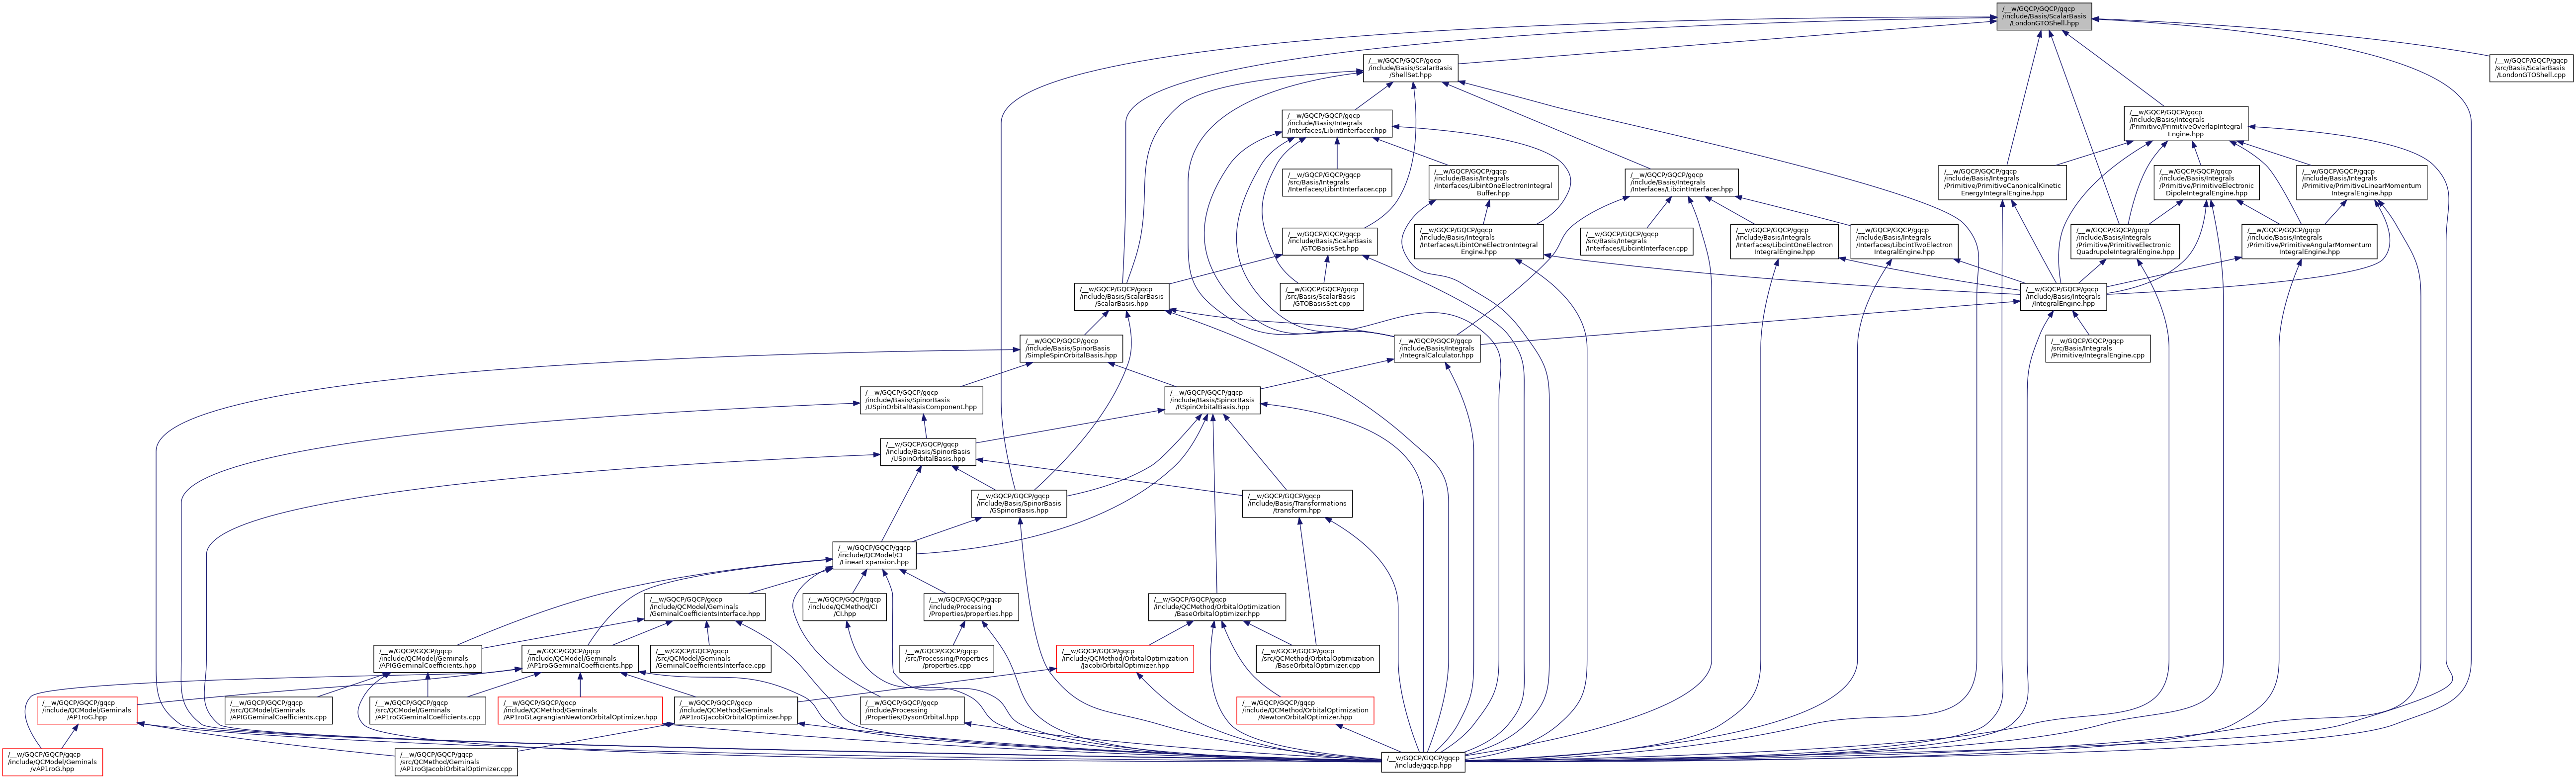 /__w/GQCP/GQCP/gqcp
/include/Basis/ScalarBasis
/LondonGTOShell.hpp
/__w/GQCP/GQCP/gqcp
/include/Basis/ScalarBasis
/ShellSet.hpp
/__w/GQCP/GQCP/gqcp
/src/Basis/ScalarBasis
/LondonGTOShell.cpp
/__w/GQCP/GQCP/gqcp
/include/Basis/Integrals
/Interfaces/LibintInterfacer.hpp
/__w/GQCP/GQCP/gqcp
/include/Basis/Integrals
/Primitive/PrimitiveOverlapIntegral
Engine.hpp
/__w/GQCP/GQCP/gqcp
/src/Basis/Integrals
/Interfaces/LibintInterfacer.cpp
/__w/GQCP/GQCP/gqcp
/include/Basis/Integrals
/Interfaces/LibintOneElectronIntegral
Buffer.hpp
/__w/GQCP/GQCP/gqcp
/include/Basis/Integrals
/Interfaces/LibcintInterfacer.hpp
/__w/GQCP/GQCP/gqcp
/include/Basis/Integrals
/Primitive/PrimitiveCanonicalKinetic
EnergyIntegralEngine.hpp
/__w/GQCP/GQCP/gqcp
/include/Basis/Integrals
/Primitive/PrimitiveElectronic
DipoleIntegralEngine.hpp
/__w/GQCP/GQCP/gqcp
/include/Basis/Integrals
/Primitive/PrimitiveLinearMomentum
IntegralEngine.hpp
/__w/GQCP/GQCP/gqcp
/include/Basis/ScalarBasis
/GTOBasisSet.hpp
/__w/GQCP/GQCP/gqcp
/include/Basis/Integrals
/Interfaces/LibintOneElectronIntegral
Engine.hpp
/__w/GQCP/GQCP/gqcp
/src/Basis/Integrals
/Interfaces/LibcintInterfacer.cpp
/__w/GQCP/GQCP/gqcp
/include/Basis/Integrals
/Interfaces/LibcintOneElectron
IntegralEngine.hpp
/__w/GQCP/GQCP/gqcp
/include/Basis/Integrals
/Interfaces/LibcintTwoElectron
IntegralEngine.hpp
/__w/GQCP/GQCP/gqcp
/include/Basis/Integrals
/Primitive/PrimitiveElectronic
QuadrupoleIntegralEngine.hpp
/__w/GQCP/GQCP/gqcp
/include/Basis/Integrals
/Primitive/PrimitiveAngularMomentum
IntegralEngine.hpp
/__w/GQCP/GQCP/gqcp
/include/Basis/ScalarBasis
/ScalarBasis.hpp
/__w/GQCP/GQCP/gqcp
/src/Basis/ScalarBasis
/GTOBasisSet.cpp
/__w/GQCP/GQCP/gqcp
/include/Basis/Integrals
/IntegralEngine.hpp
/__w/GQCP/GQCP/gqcp
/include/Basis/SpinorBasis
/SimpleSpinOrbitalBasis.hpp
/__w/GQCP/GQCP/gqcp
/include/Basis/Integrals
/IntegralCalculator.hpp
/__w/GQCP/GQCP/gqcp
/src/Basis/Integrals
/Primitive/IntegralEngine.cpp
/__w/GQCP/GQCP/gqcp
/include/Basis/SpinorBasis
/USpinOrbitalBasisComponent.hpp
/__w/GQCP/GQCP/gqcp
/include/Basis/SpinorBasis
/RSpinOrbitalBasis.hpp
/__w/GQCP/GQCP/gqcp
/include/Basis/SpinorBasis
/USpinOrbitalBasis.hpp
/__w/GQCP/GQCP/gqcp
/include/Basis/SpinorBasis
/GSpinorBasis.hpp
/__w/GQCP/GQCP/gqcp
/include/Basis/Transformations
/transform.hpp
/__w/GQCP/GQCP/gqcp
/include/QCModel/CI
/LinearExpansion.hpp
/__w/GQCP/GQCP/gqcp
/include/QCModel/Geminals
/GeminalCoefficientsInterface.hpp
/__w/GQCP/GQCP/gqcp
/include/QCMethod/CI
/CI.hpp
/__w/GQCP/GQCP/gqcp
/include/Processing
/Properties/properties.hpp
/__w/GQCP/GQCP/gqcp
/include/QCMethod/OrbitalOptimization
/BaseOrbitalOptimizer.hpp
/__w/GQCP/GQCP/gqcp
/include/QCModel/Geminals
/APIGGeminalCoefficients.hpp
/__w/GQCP/GQCP/gqcp
/include/QCModel/Geminals
/AP1roGGeminalCoefficients.hpp
/__w/GQCP/GQCP/gqcp
/src/QCModel/Geminals
/GeminalCoefficientsInterface.cpp
/__w/GQCP/GQCP/gqcp
/src/Processing/Properties
/properties.cpp
/__w/GQCP/GQCP/gqcp
/include/QCMethod/OrbitalOptimization
/JacobiOrbitalOptimizer.hpp
/__w/GQCP/GQCP/gqcp
/src/QCMethod/OrbitalOptimization
/BaseOrbitalOptimizer.cpp
/__w/GQCP/GQCP/gqcp
/include/QCMethod/Geminals
/AP1roG.hpp
/__w/GQCP/GQCP/gqcp
/src/QCModel/Geminals
/APIGGeminalCoefficients.cpp
/__w/GQCP/GQCP/gqcp
/src/QCModel/Geminals
/AP1roGGeminalCoefficients.cpp
/__w/GQCP/GQCP/gqcp
/include/QCMethod/Geminals
/AP1roGLagrangianNewtonOrbitalOptimizer.hpp
/__w/GQCP/GQCP/gqcp
/include/QCMethod/Geminals
/AP1roGJacobiOrbitalOptimizer.hpp
/__w/GQCP/GQCP/gqcp
/include/Processing
/Properties/DysonOrbital.hpp
/__w/GQCP/GQCP/gqcp
/include/QCMethod/OrbitalOptimization
/NewtonOrbitalOptimizer.hpp
/__w/GQCP/GQCP/gqcp
/include/QCModel/Geminals
/vAP1roG.hpp
/__w/GQCP/GQCP/gqcp
/src/QCMethod/Geminals
/AP1roGJacobiOrbitalOptimizer.cpp
/__w/GQCP/GQCP/gqcp
/include/gqcp.hpp